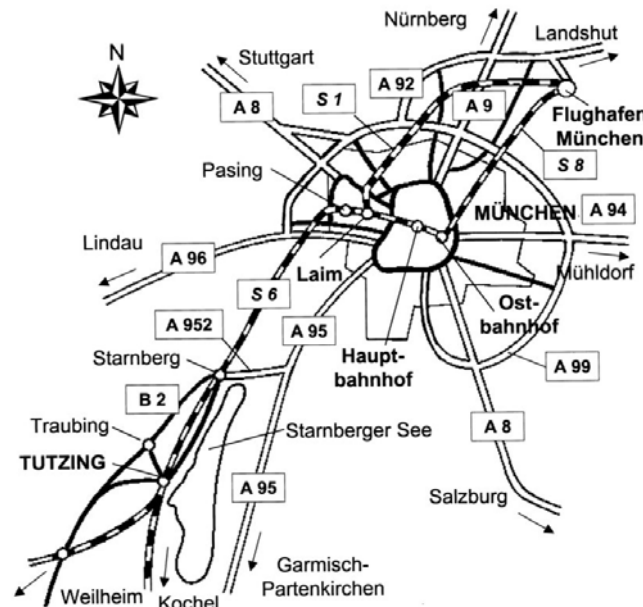 Nürnberg
Landshut
N
Stuttgart
A 92
S 1
A 9
A 8
Flughafen
München
Pasing
S 8
MÜNCHEN
A 94
Lindau
A 96
Laim
Mühldorf
S 6
Ost-
bahnhof
A 952
A 95
Haupt-
bahnhof
Starnberg
A 99
B 2
Traubing
Starnberger See
A 8
TUTZING
A 95
Salzburg
Garmisch-
Partenkirchen
Weilheim
Kochel